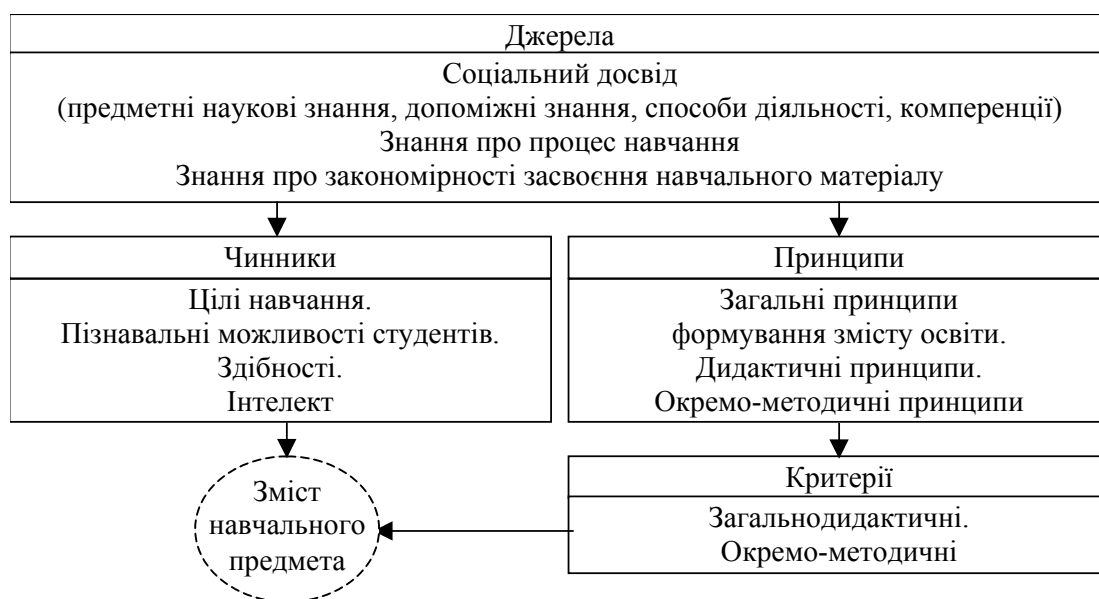 Джерела
Соціальний досвід
(предметні наукові знання, допоміжні знання, способи діяльності, комперенції)
Знання про процес навчання
Знання про закономірності засвоєння навчального матеріалу
Чинники
Цілі навчання.
Пізнавальні можливості студентів.
Здібності.
Інтелект
Принципи
Загальні принципи
формування змісту освіти.
Дидактичні принципи.
Окремо-методичні принципи
Зміст
навчального
предмета
Критерії
Загальнодидактичні.
Окремо-методичні